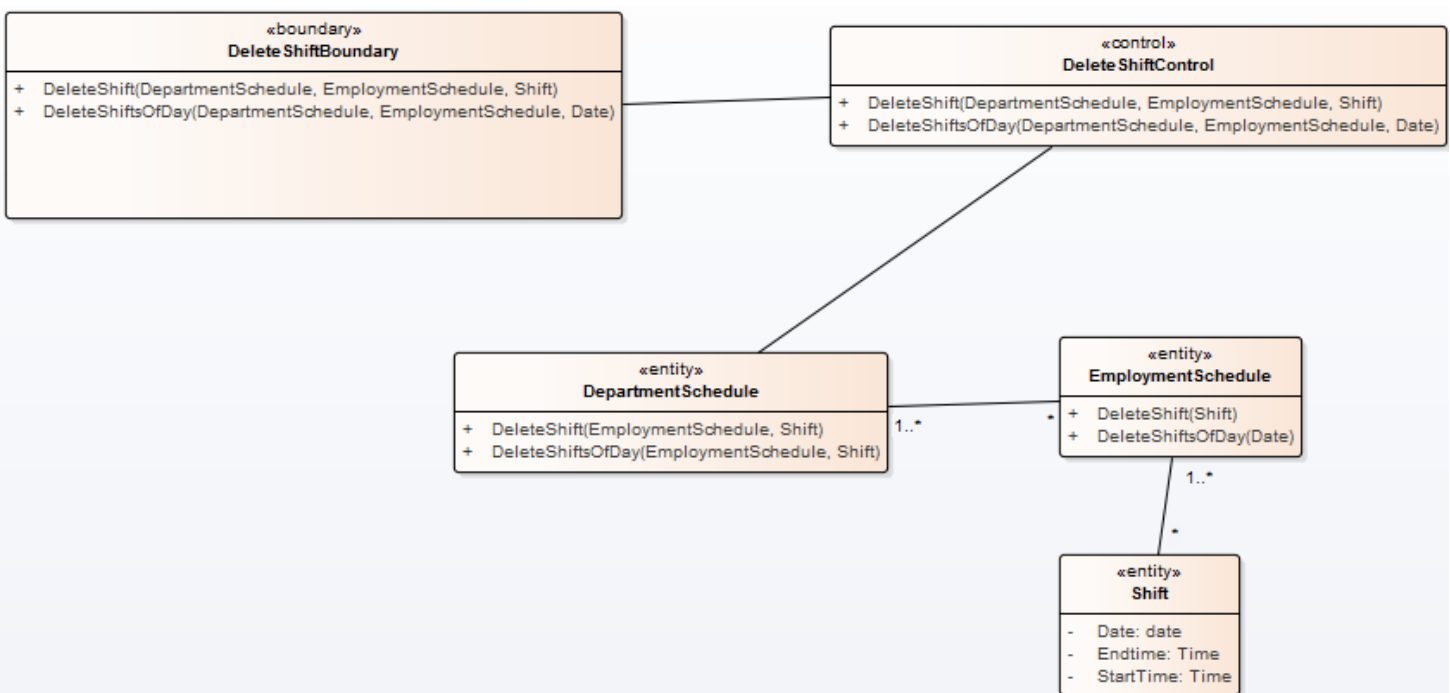 «boundary»
DeleteShiftBoundary
+ DeleteShift(DepartmentSchedule, EmploymentSchedule, Shift)
+ DeleteShiftsOfDay(DepartmentSchedule, EmploymentSchedule, Date)
«control»
DeleteShiftControl
+ DeleteShift(DepartmentSchedule, EmploymentSchedule, Shift)
+ DeleteShiftsOfDay(DepartmentSchedule, EmploymentSchedule, Date)
«entity»
DepartmentSchedule
+ DeleteShift(EmploymentSchedule, Shift)
+ DeleteShiftsOfDay(EmploymentSchedule, Shift)
1..*
*
«entity»
EmploymentSchedule
+ DeleteShift(Shift)
+ DeleteShiftsOfDay(Date)
1..*
*
«entity»
Shift
- Date: date
- Endtime: Time
- StartTime: Time